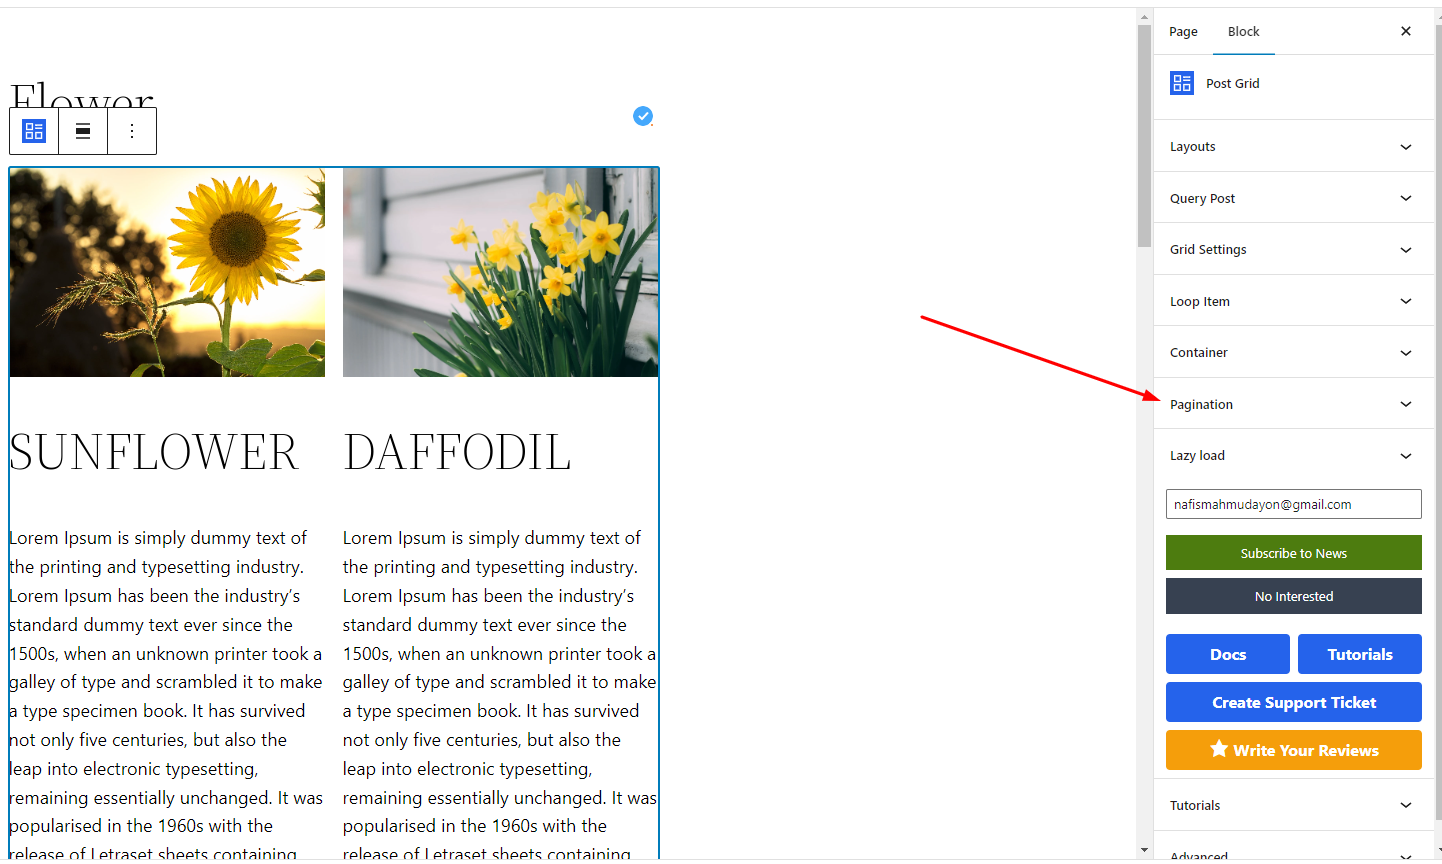 Flower
SUNFLOWER
Lorem Ipsum is simply dummy text of
the printing and typesetting industry.
Lorem Ipsum has been the industry’s
standard dummy text ever since the
1500s, when an unknown printer took a
galley of type and scrambled it to make
a type specimen book. It has survived
not only five centuries, but also the
leap into electronic typesetting,
remaining essentially unchanged. It was
popularised in the 1960s with the
release of Letraset sheets containing
DAFFODIL
Lorem Ipsum is simply dummy text of
the printing and typesetting industry.
Lorem Ipsum has been the industry’s
standard dummy text ever since the
1500s, when an unknown printer took a
galley of type and scrambled it to make
a type specimen book. It has survived
not only five centuries, but also the
leap into electronic typesetting,
remaining essentially unchanged. It was
popularised in the 1960s with the
release of Letraset sheets containing
Page Block
Post Grid
Layouts
Query Post
Grid Settings
Loop Item
Container
Pagination
Lazy load
nafismahmudayon@gmail.com
Subscribe to News
No Interested
Docs Tutorials
Create Support Ticket
Write Your Reviews
Tutorials
Advanced